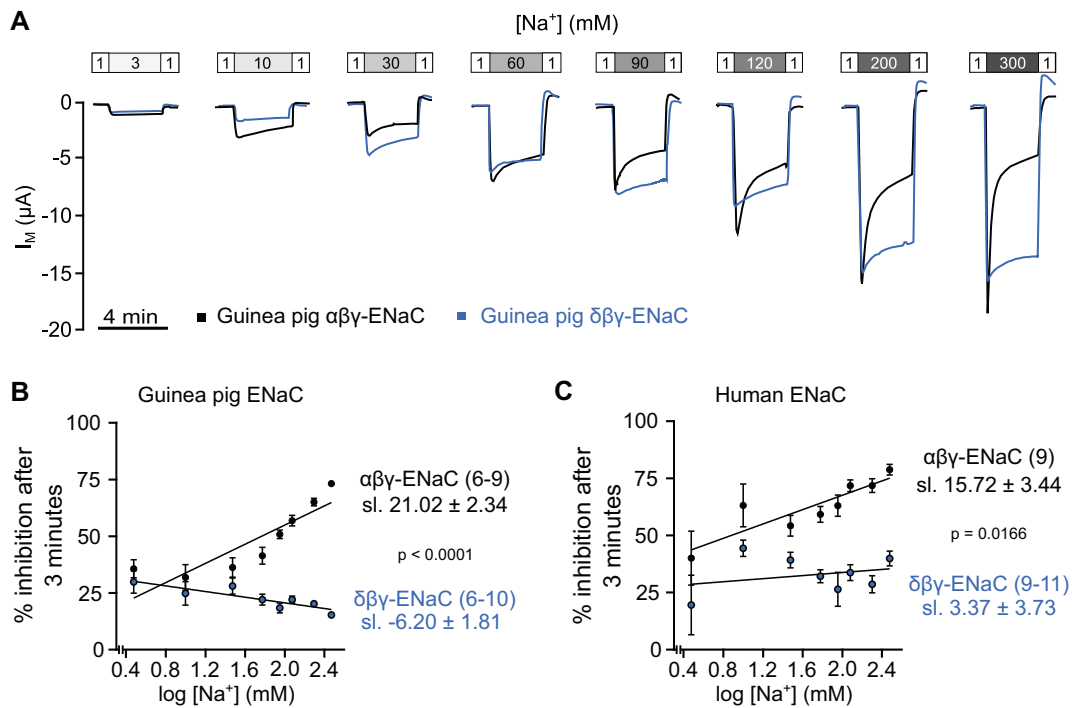 A
[Na⁺] (mM)
1 3 1
1 10 1
1 30 1
1 60 1
1 90 1
1 120 1
1 200 1
1 300 1
0
-5
-10
-15
-20
I_M (µA)
4 min
Guinea pig αβγ-ENaC
Guinea pig δβγ-ENaC
B
Guinea pig ENaC
100
75
50
25
0
% inhibition after
3 minutes
αβγ-ENaC (6-9)
sl. 21.02 ± 2.34
p < 0.0001
δβγ-ENaC (6-10)
sl. -6.20 ± 1.81
0.4 0.8 1.2 1.6 2.0 2.4
log [Na⁺] (mM)
C
Human ENaC
100
75
50
25
0
% inhibition after
3 minutes
αβγ-ENaC (9)
sl. 15.72 ± 3.44
p = 0.0166
δβγ-ENaC (9-11)
sl. 3.37 ± 3.73
0.4 0.8 1.2 1.6 2.0 2.4
log [Na⁺] (mM)